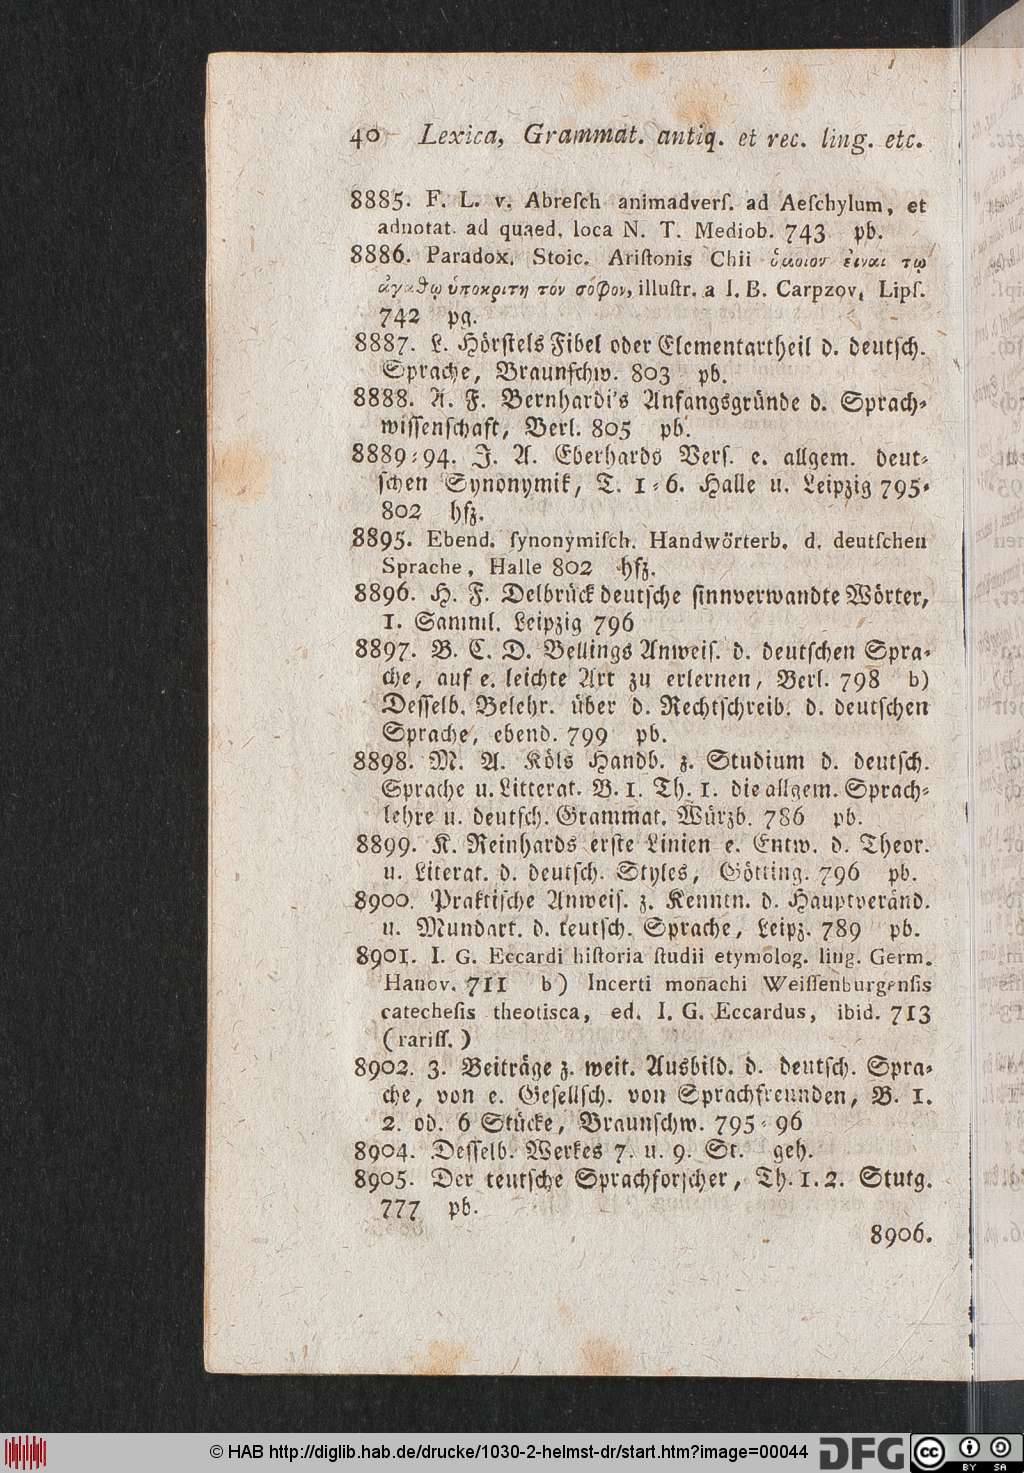 40 Lexica, Grammat. antiq. et rec. ling. etc.
8885. F. L. v. Abreſch animadverſ. ad Aeſchylum, et
adnotat. ad quaed. loca N. T. Mediob. 743 pb.
8886. Paradox. Stoic. Ariſtonis Chii ὅμοιον ἐιναι τῳ
ἀγαθῳ ὑποκριτῃ τὸν σόφον, illuſtr. a I. B. Carpzov, Lipſ.
742 pg.
8887. L. Hörſtels Fibel oder Elementartheil d. deutſch.
Sprache, Braunſchw. 803 pb.
8888. A. F. Bernhardi's Anfangsgründe d. Sprach⸗
wiſſenſchaft, Berl. 805 pb.
8889⸗94. J. A. Eberhards Verſ. e. allgem. deut⸗
ſchen Synonymik, T. 1⸗6. Halle u. Leipzig 795⸗
802 hfz.
8895. Ebend. ſynonymiſch. Handwörterb. d. deutſchen
Sprache, Halle 802 hfz.
8896. H. F. Delbrück deutſche ſinnverwandte Wörter,
1. Samml. Leipzig 796
8897. B. C. D. Bellings Anweiſ. d. deutſchen Spra⸗
che, auf e. leichte Art zu erlernen, Berl. 798 b)
Deſſelb. Belehr. über d. Rechtſchreib. d. deutſchen
Sprache, ebend. 799 pb.
8898. M. A. Köls Handb. z. Studium d. deutſch.
Sprache u. Litterat. B. 1. Th. 1. die allgem. Sprach⸗
lehre u. deutſch. Grammat. Würzb. 786 pb.
8899. K. Reinhards erſte Linien e. Entw. d. Theor.
u. Literat. d. deutſch. Styles, Götting. 796 pb.
8900. Praktiſche Anweiſ. z. Kenntn. d. Hauptveränd.
u. Mundart. d. teutſch. Sprache, Leipz. 789 pb.
8901. I. G. Eccardi hiſtoria ſtudii etymolog. ling. Germ.
Hanov. 711 b) Incerti monachi Weiſſenburgenſis
catecheſis theotisca, ed. I. G. Eccardus, ibid. 713
(rariſſ.)
8902. 3. Beiträge z. weit. Ausbild. d. deutſch. Spra⸗
che, von e. Geſellſch. von Sprachfreunden, B. 1.
2. od. 6 Stücke, Braunſchw. 795⸗96
8904. Deſſelb. Werkes 7. u. 9. St. geh.
8905. Der teutſche Sprachforſcher, Th. 1. 2. Stutg.
777 pb.
8906.
© HAB http://diglib.hab.de/drucke/1030-2-helmst-dr/start.htm?image=00044
DFG
cc BY SA